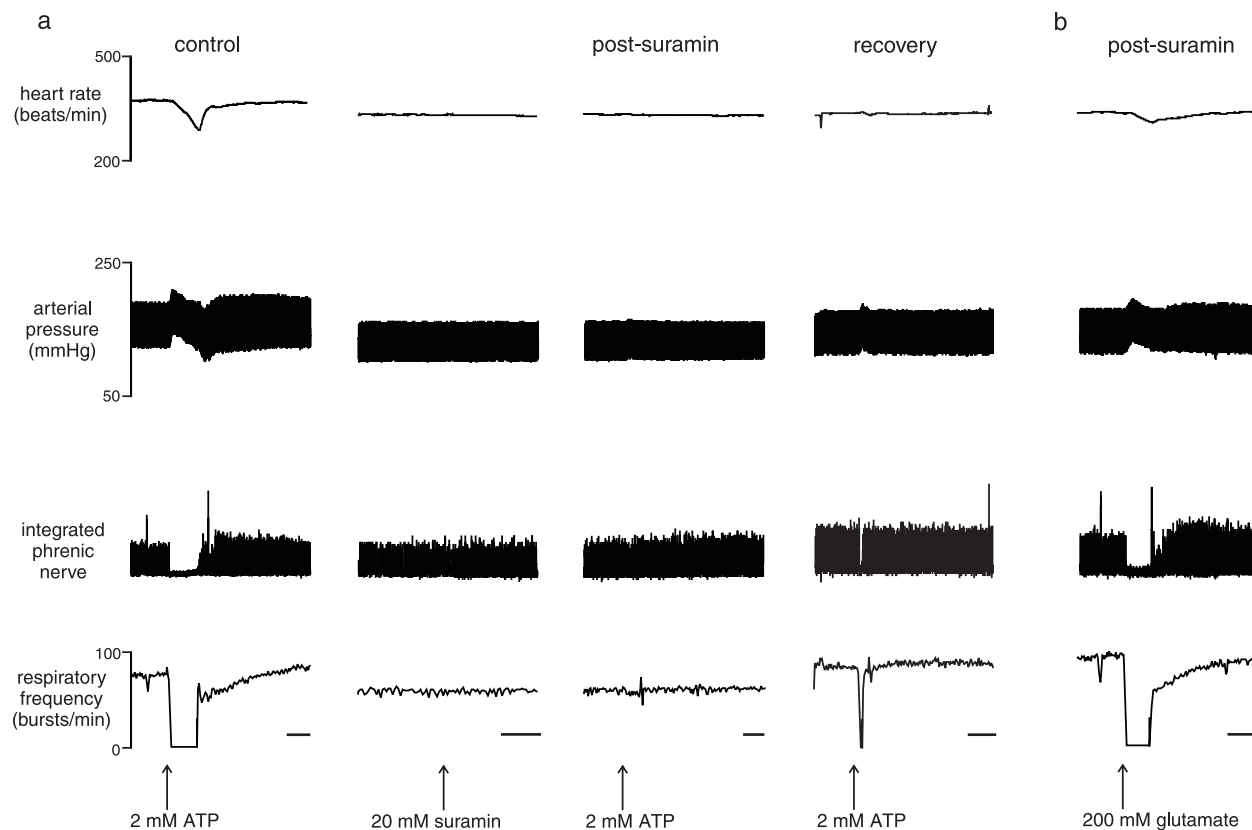 a
b
control
post-suramin
recovery
post-suramin
500
heart rate
(beats/min)
200
250
arterial
pressure
(mmHg)
50
integrated
phrenic
nerve
100
respiratory
frequency
(bursts/min)
0
2 mM ATP
20 mM suramin
2 mM ATP
2 mM ATP
200 mM glutamate